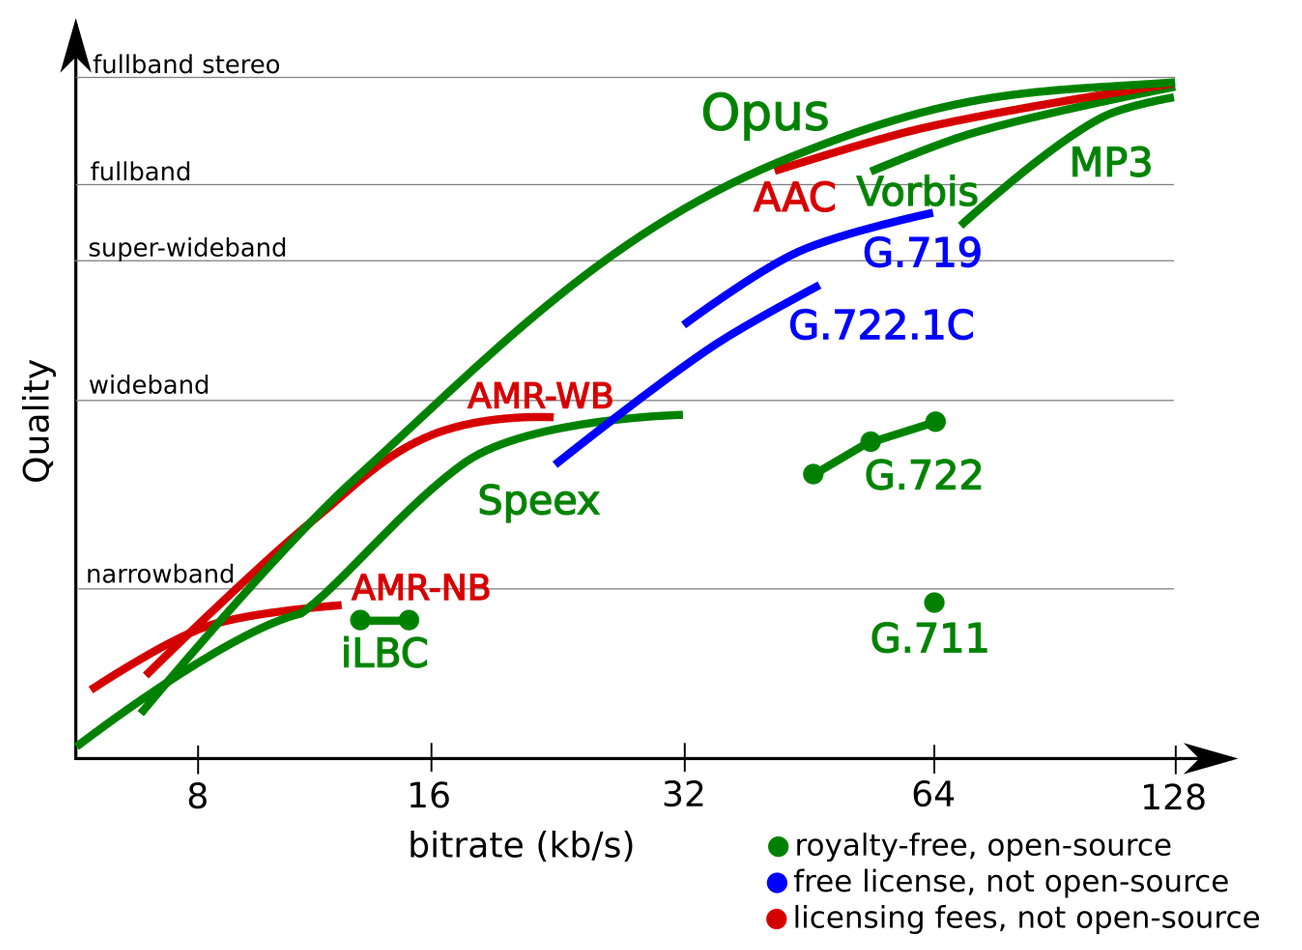 fullband stereo
Opus
MP3
fullband
AAC
Vorbis
super-wideband
G.719
G.722.1C
Quality
wideband
AMR-WB
G.722
Speex
narrowband
AMR-NB
iLBC
G.711
8
16
32
64
128
bitrate (kb/s)
royalty-free, open-source
free license, not open-source
licensing fees, not open-source